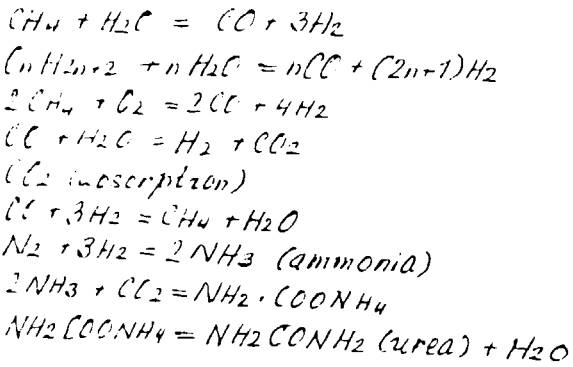 CH4 + H2O = CO + 3H2
CnH2n+2 + nH2O = nCO + (2n+1)H2
2CH4 + O2 = 2CO + 4H2
CO + H2O = H2 + CO2
CO2 (absorption)
CO + 3H2 = CH4 + H2O
N2 + 3H2 = 2NH3 (ammonia)
2NH3 + CO2 = NH2·COONH4
NH2COONH4 = NH2CONH2 (urea) + H2O